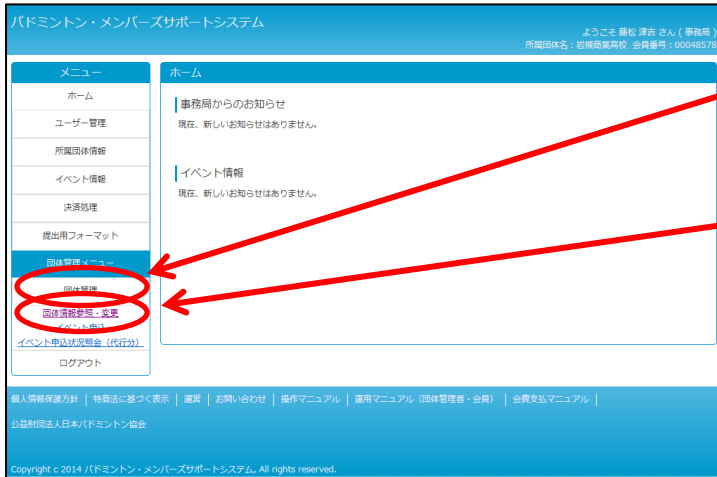 バドミントン・メンバーズサポートシステム
ようこそ 藤松 津吉 さん ( 事務局 )
所属団体名：岩槻商業高校 会員番号：00048578
メニュー
ホーム
ユーザー管理
所属団体情報
イベント情報
決済処理
提出用フォーマット
団体管理メニュー
団体管理
団体情報参照・変更
イベント申込
イベント申込状況照会（代行分）
ログアウト
ホーム
事務局からのお知らせ
現在、新しいお知らせはありません。
イベント情報
現在、新しいお知らせはありません。
個人情報保護方針 | 特商法に基づく表示 | 運営 | お問い合わせ | 操作マニュアル | 運用マニュアル（団体管理者・会員） | 会費支払マニュアル |
公益財団法人日本バドミントン協会
Copyright c 2014 バドミントン・メンバーズサポートシステム, All rights reserved.